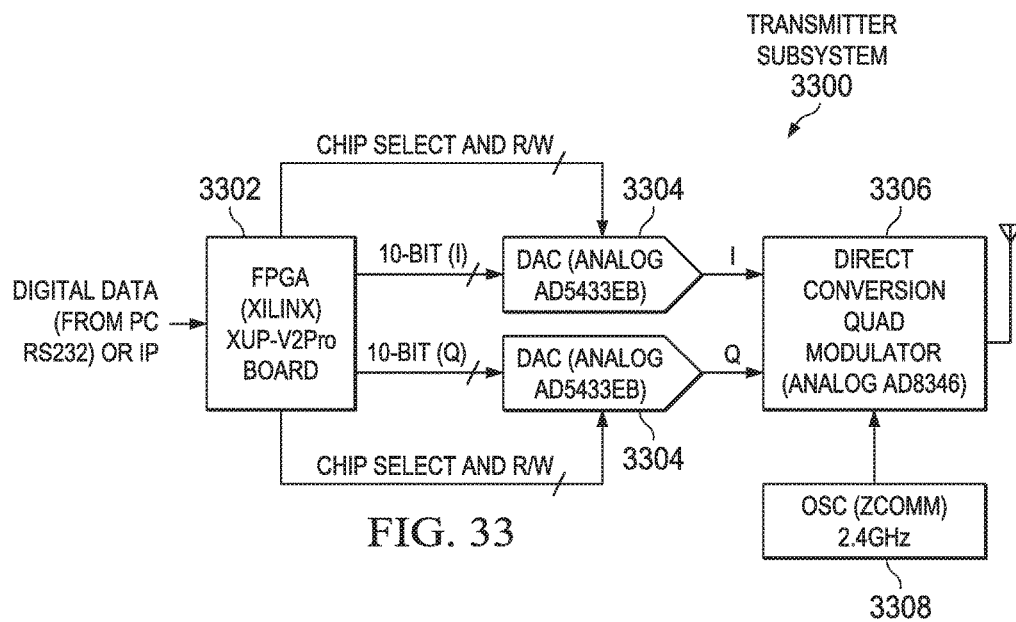 TRANSMITTER
SUBSYSTEM
3300
CHIP SELECT AND R/W
3302
3304
3306
DIGITAL DATA
(FROM PC
RS232) OR IP
FPGA
(XILINX)
XUP-V2Pro
BOARD
10-BIT (I)
DAC (ANALOG
AD5433EB)
I
10-BIT (Q)
DAC (ANALOG
AD5433EB)
Q
DIRECT
CONVERSION
QUAD
MODULATOR
(ANALOG AD8346)
CHIP SELECT AND R/W
3304
OSC (ZCOMM)
2.4GHz
3308
FIG. 33